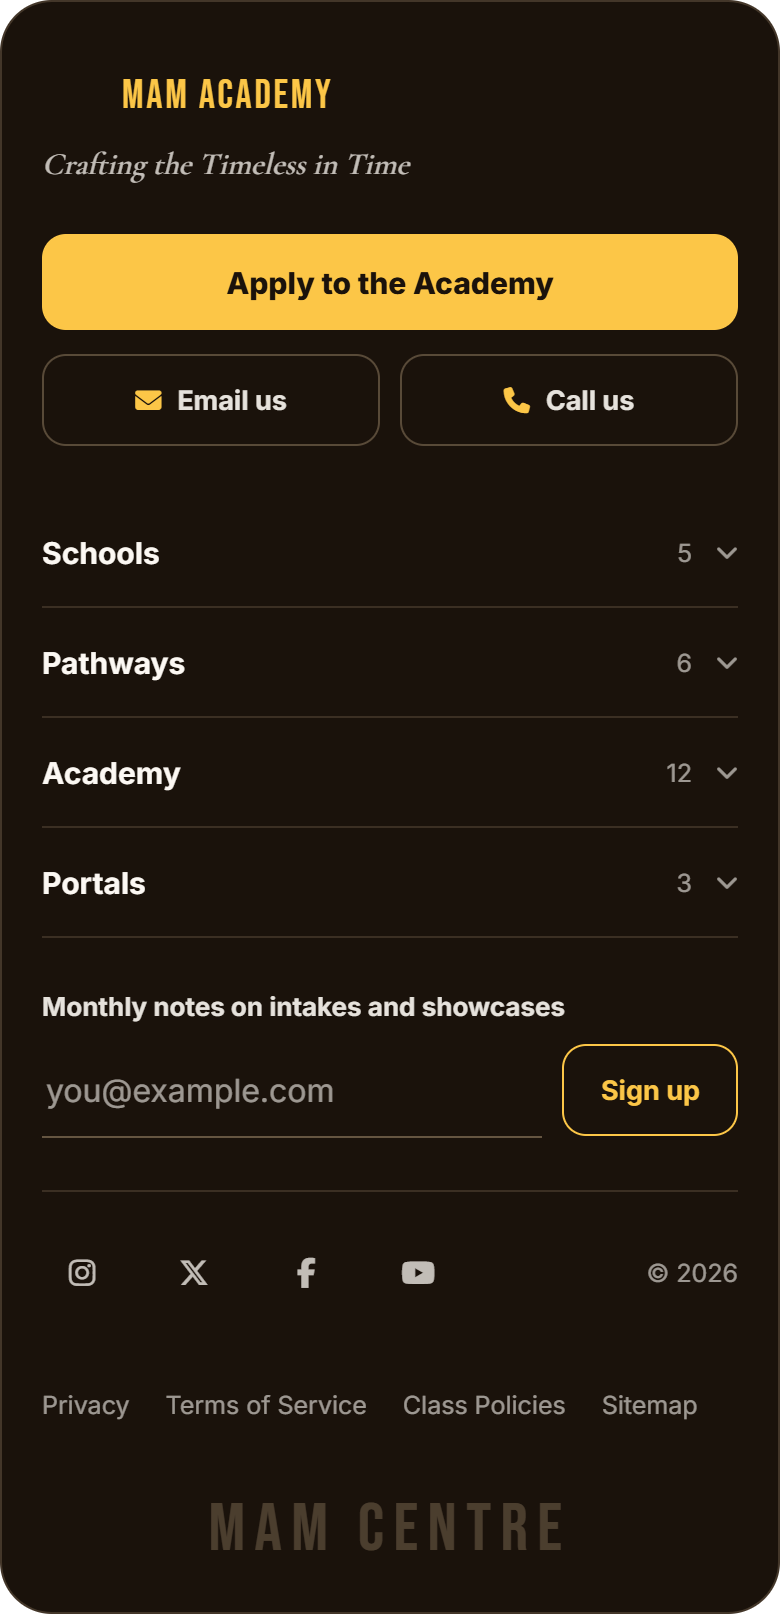 MAM ACADEMY
Crafting the Timeless in Time
Apply to the Academy
Email us
Call us
Schools 5
Pathways 6
Academy 12
Portals 3
Monthly notes on intakes and showcases
you@example.com
Sign up
© 2026
Privacy Terms of Service Class Policies Sitemap
MAM CENTRE